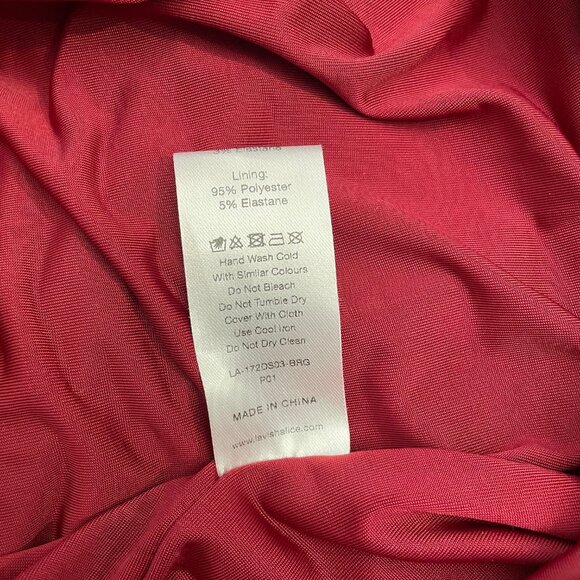 5% Elastane
Lining:
95% Polyester
5% Elastane
Hand Wash Cold
With Similar Colours
Do Not Bleach
Do Not Tumble Dry
Cover With Cloth
Use Cool Iron
Do Not Dry Clean
LA-172DS03-BRG
P01
MADE IN CHINA
www.lavishalice.com